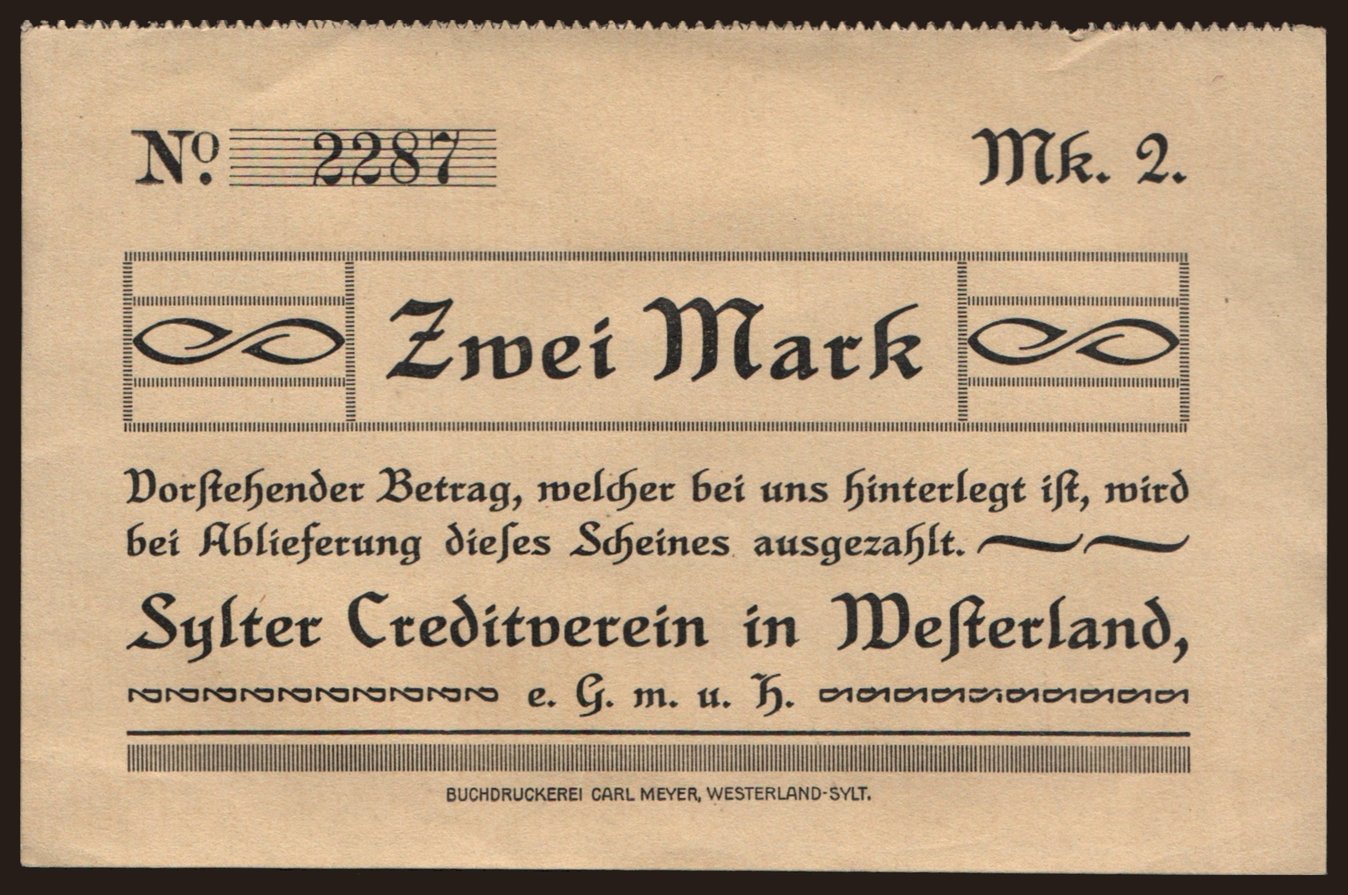 No. 2287 Mk. 2.
Zwei Mark
Vorſtehender Betrag, welcher bei uns hinterlegt iſt, wird
bei Ablieferung dieſes Scheines ausgezahlt.
Sylter Creditverein in Weſterland,
e. G. m. u. H.
BUCHDRUCKEREI CARL MEYER, WESTERLAND-SYLT.